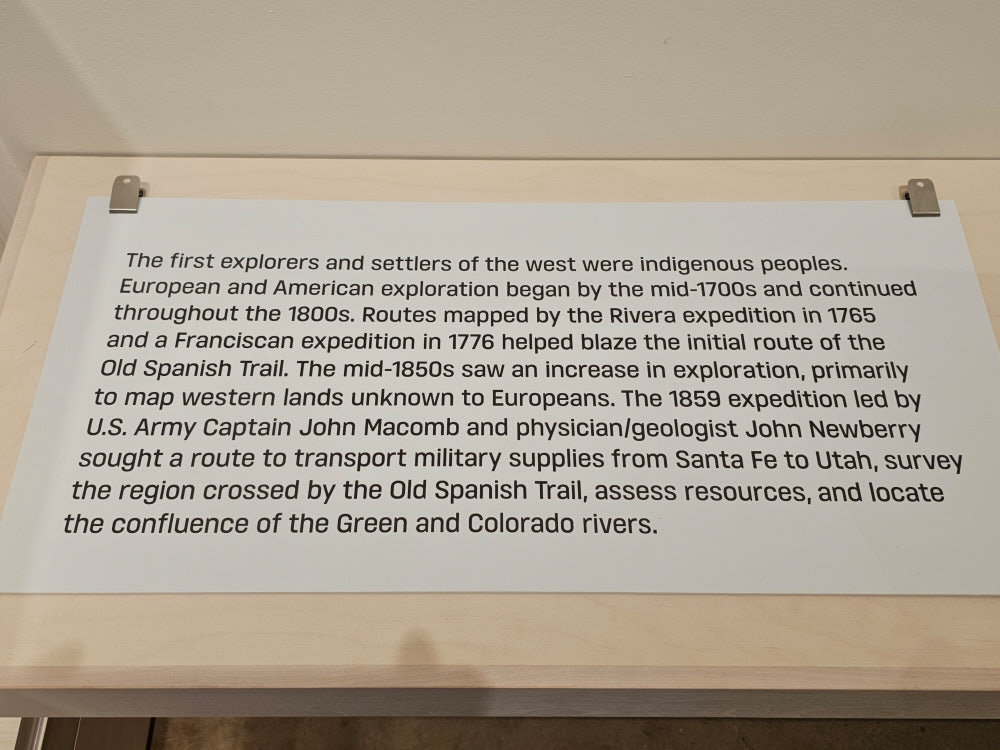 The first explorers and settlers of the west were indigenous peoples.
European and American exploration began by the mid-1700s and continued
throughout the 1800s. Routes mapped by the Rivera expedition in 1765
and a Franciscan expedition in 1776 helped blaze the initial route of the
Old Spanish Trail. The mid-1850s saw an increase in exploration, primarily
to map western lands unknown to Europeans. The 1859 expedition led by
U.S. Army Captain John Macomb and physician/geologist John Newberry
sought a route to transport military supplies from Santa Fe to Utah, survey
the region crossed by the Old Spanish Trail, assess resources, and locate
the confluence of the Green and Colorado rivers.